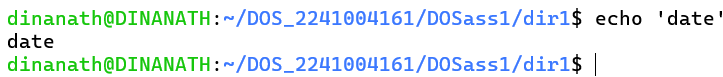 dinanath@DINANATH:~/DOS_2241004161/DOSass1/dir1$ echo 'date'
date
dinanath@DINANATH:~/DOS_2241004161/DOSass1/dir1$